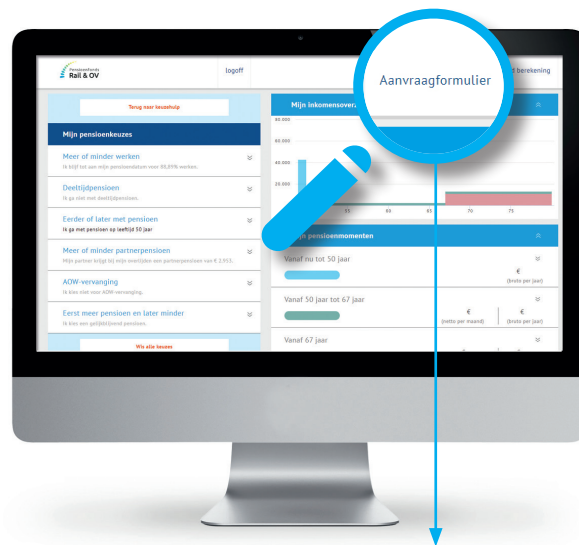 Pensioenfonds
Rail & OV
logoff
Aanvraagformulier
berekening
Terug naar keuzehulp
Mijn pensioenkeuzes
Meer of minder werken
Ik blijf tot aan mijn pensioendatum voor 88,89% werken.
Deeltijdpensioen
Ik ga niet met deeltijdpensioen.
Eerder of later met pensioen
Ik ga met pensioen op leeftijd 50 jaar
Meer of minder partnerpensioen
Mijn partner krijgt bij mijn overlijden een partnerpensioen van € 2.955.
AOW-vervanging
Ik kies niet voor AOW-vervanging.
Eerst meer pensioen en later minder
Ik kies een gelijkblijvend pensioen.
Wis alle keuzes
Mijn inkomensoverz
80.000
60.000
40.000
20.000
55
60
65
70
75
jn pensioenmomenten
Vanaf nu tot 50 jaar
€
(bruto per jaar)
Vanaf 50 jaar tot 67 jaar
€
€
(netto per maand)
(bruto per jaar)
Vanaf 67 jaar